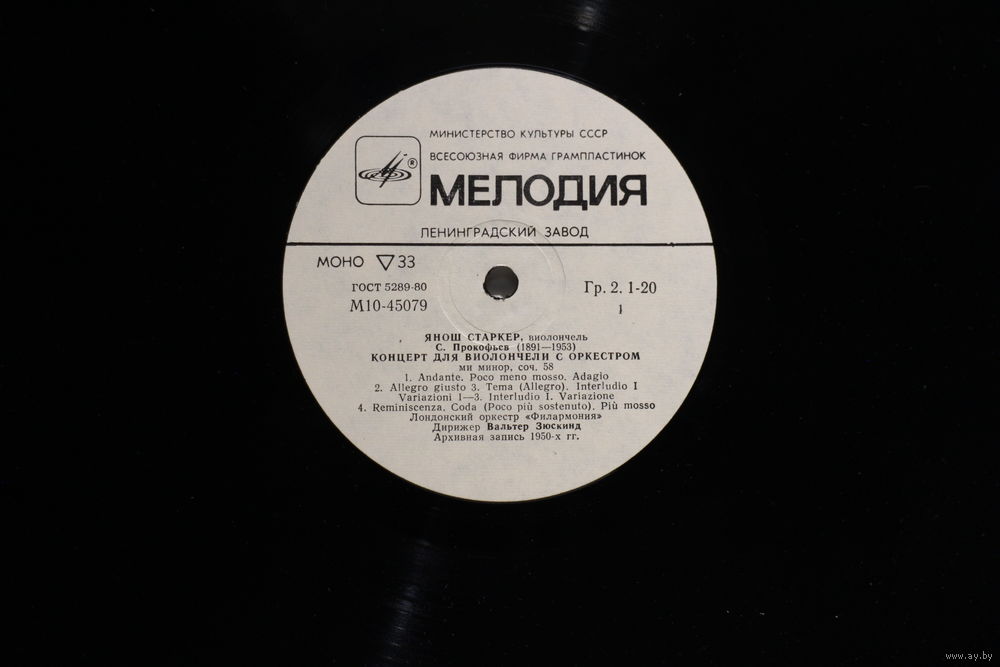 МИНИСТЕРСТВО КУЛЬТУРЫ СССР
ВСЕСОЮЗНАЯ ФИРМА ГРАМПЛАСТИНОК
®
МЕЛОДИЯ
ЛЕНИНГРАДСКИЙ ЗАВОД
МОНО ▽33
ГОСТ 5289-80
М10-45079
Гр. 2. 1-20
1
ЯНОШ СТАРКЕР, виолончель
С. Прокофьев (1891—1953)
КОНЦЕРТ ДЛЯ ВИОЛОНЧЕЛИ С ОРКЕСТРОМ
ми минор, соч. 58
1. Andante. Poco meno mosso. Adagio
2. Allegro giusto 3. Тема (Allegro). Interludio I
Variazioni I—3. Interludio I. Variazione
4. Reminiscenza. Coda (Poco più sostenuto). Più mosso
Лондонский оркестр «Филармония»
Дирижер Вальтер Зюскинд
Архивная запись 1950-х гг.
www.ay.by